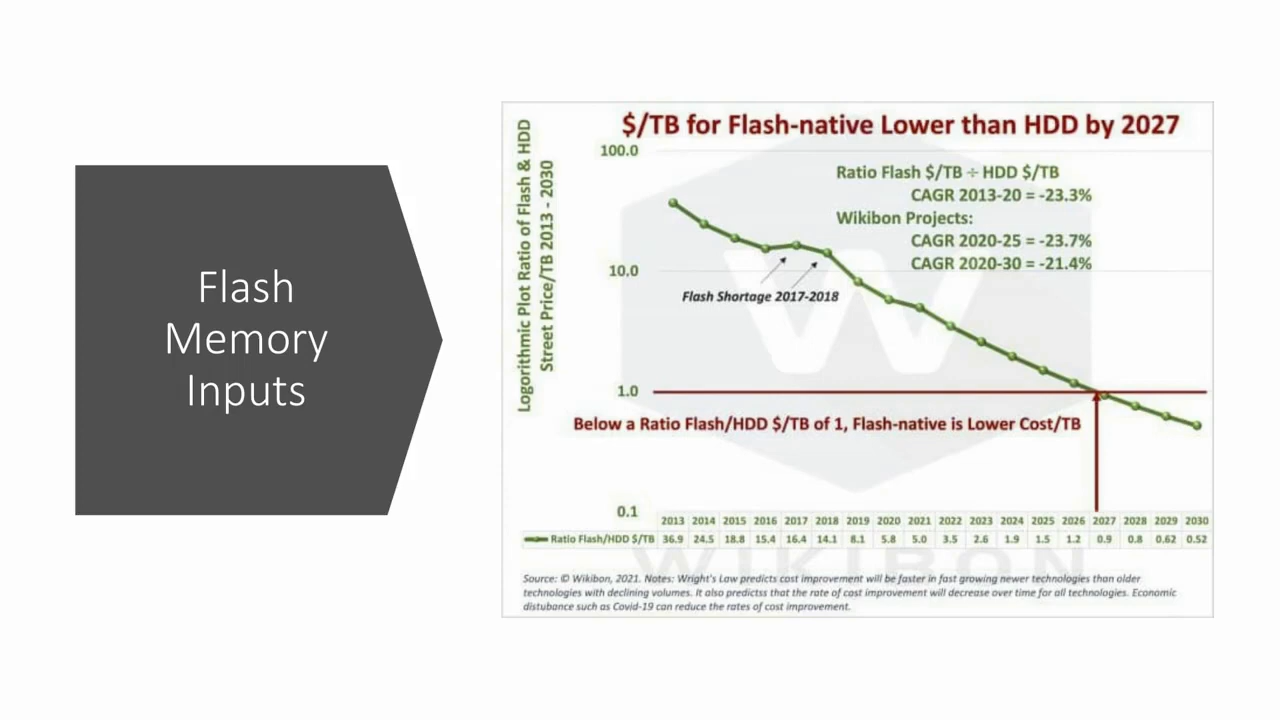 Flash
Memory
Inputs
$/TB for Flash-native Lower than HDD by 2027
Logorithmic Plot Ratio of Flash & HDD
Street Price/TB 2013 - 2030
100.0
10.0
1.0
0.1
Ratio Flash $/TB ÷ HDD $/TB
CAGR 2013-20 = -23.3%
Wikibon Projects:
CAGR 2020-25 = -23.7%
CAGR 2020-30 = -21.4%
Flash Shortage 2017-2018
Below a Ratio Flash/HDD $/TB of 1, Flash-native is Lower Cost/TB
2013 2014 2015 2016 2017 2018 2019 2020 2021 2022 2023 2024 2025 2026 2027 2028 2029 2030
Ratio Flash/HDD $/TB 36.9 24.5 18.8 15.4 16.4 14.1 8.1 5.8 5.0 3.5 2.6 1.9 1.5 1.2 0.9 0.8 0.62 0.52
WIKIBON
Source: © Wikibon, 2021. Notes: Wright's Law predicts cost improvement will be faster in fast growing newer technologies than older
technologies with declining volumes. It also predictss that the rate of cost improvement will decrease over time for all technologies. Economic
distubance such as Covid-19 can reduce the rates of cost improvement.